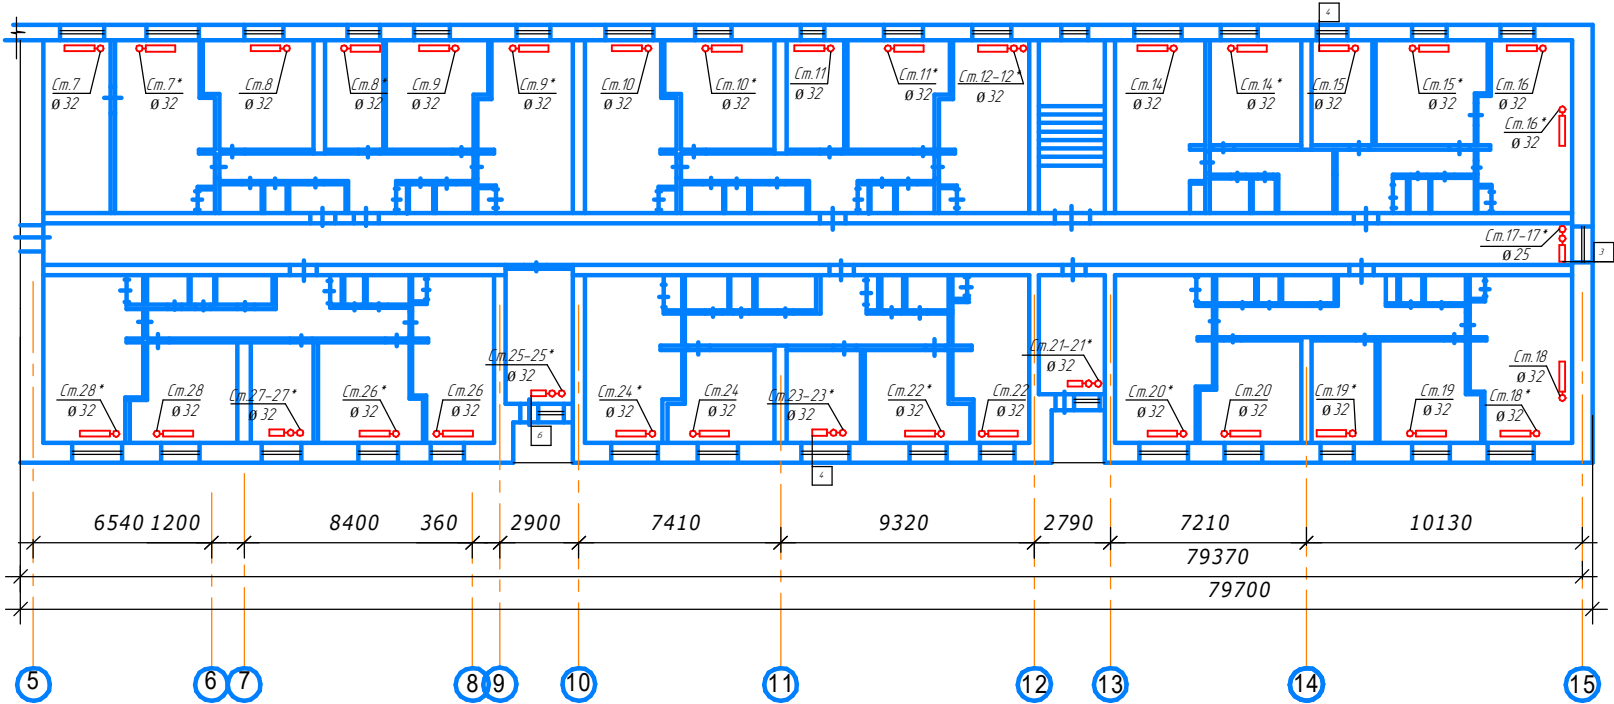 4
Ст.7
Ø 32
Ст.7*
Ø 32
Ст.8
Ø 32
Ст.8*
Ø 32
Ст.9
Ø 32
Ст.9*
Ø 32
Ст.10
Ø 32
Ст.10*
Ø 32
Ст.11
Ø 32
Ст.11*
Ø 32
Ст.12-12*
Ø 32
Ст.14
Ø 32
Ст.14*
Ø 32
Ст.15
Ø 32
Ст.15*
Ø 32
Ст.16
Ø 32
Ст.16*
Ø 32
Ст.17-17*
Ø 25
3
Ст.28*
Ø 32
Ст.28
Ø 32
Ст.27-27*
Ø 32
Ст.26*
Ø 32
Ст.26
Ø 32
Ст.25-25*
Ø 32
6
Ст.24*
Ø 32
Ст.24
Ø 32
Ст.23-23*
Ø 32
4
Ст.22*
Ø 32
Ст.22
Ø 32
Ст.21-21*
Ø 32
Ст.20*
Ø 32
Ст.20
Ø 32
Ст.19*
Ø 32
Ст.19
Ø 32
Ст.18*
Ø 32
Ст.18
Ø 32
6540 1200 8400 360 2900 7410 9320 2790 7210 10130
79370
79700
5 6 7 8 9 10 11 12 13 14 15